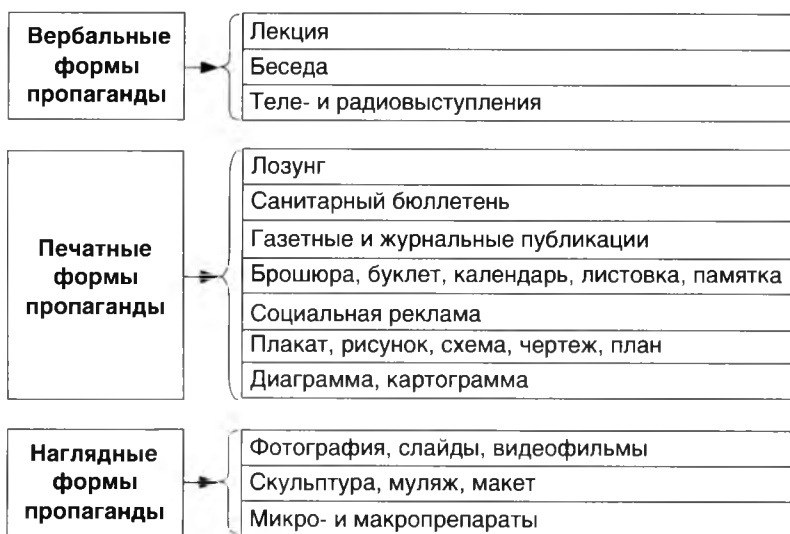 Вербальные
формы
пропаганды
Лекция
Беседа
Теле- и радиовыступления
Печатные
формы
пропаганды
Лозунг
Санитарный бюллетень
Газетные и журнальные публикации
Брошюра, буклет, календарь, листовка, памятка
Социальная реклама
Плакат, рисунок, схема, чертеж, план
Диаграмма, картограмма
Наглядные
формы
пропаганды
Фотография, слайды, видеофильмы
Скульптура, муляж, макет
Микро- и макропрепараты